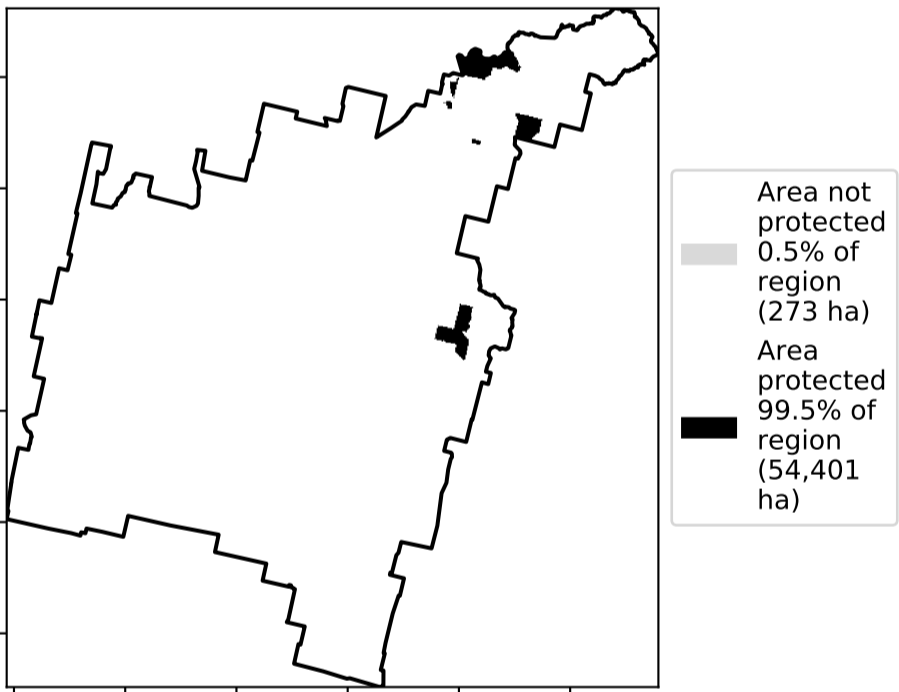 Area not
protected
0.5% of
region
(273 ha)
Area
protected
99.5% of
region
(54,401
ha)